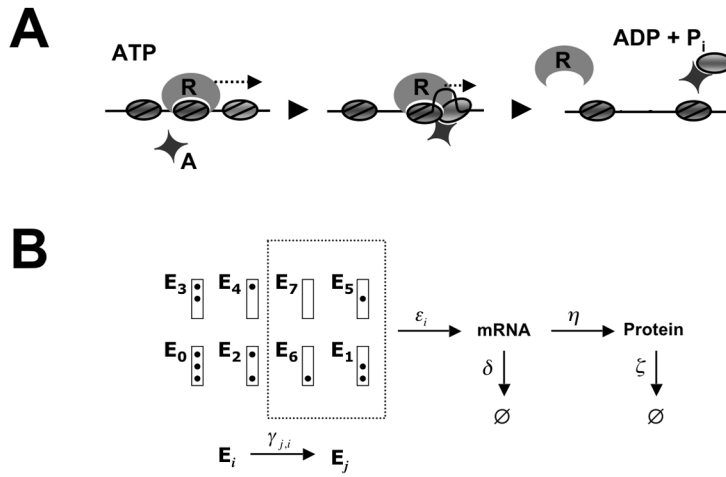 A
ATP
ADP + Pi
R
R
R
A
B
E3 E4 E7 E5
εi
mRNA
η
Protein
E0 E2 E6 E1
δ
ζ
∅
∅
Ei
γj,i
Ej